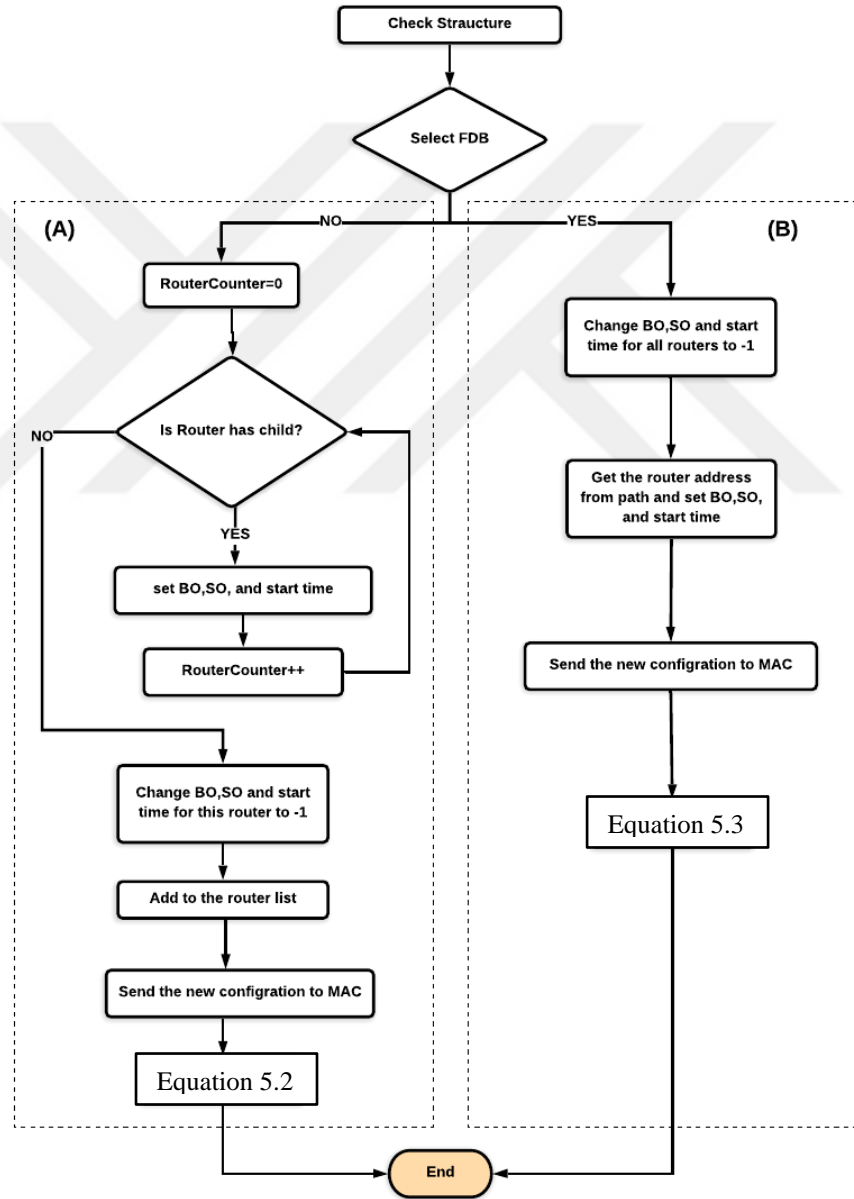 Check Straucture
Select FDB
(A)
NO
YES
(B)
RouterCounter=0
Is Router has child?
NO
YES
set BO,SO, and start time
RouterCounter++
Change BO,SO and start
time for this router to -1
Add to the router list
Send the new configration to MAC
Equation 5.2
Change BO,SO and start
time for all routers to -1
Get the router address
from path and set BO,SO,
and start time
Send the new configration to MAC
Equation 5.3
End